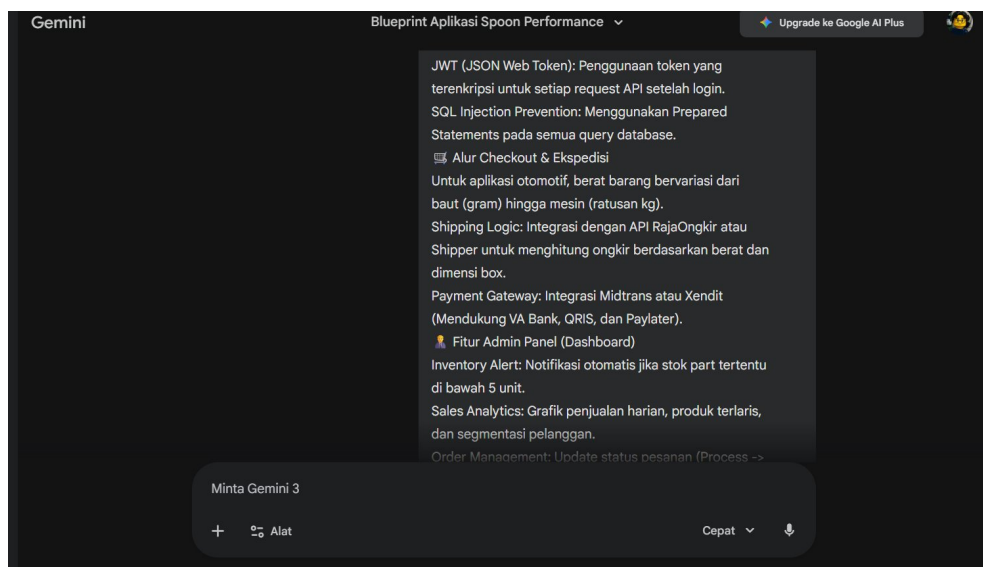 Gemini
Blueprint Aplikasi Spoon Performance
Upgrade ke Google AI Plus
JWT (JSON Web Token): Penggunaan token yang
terenkripsi untuk setiap request API setelah login.
SQL Injection Prevention: Menggunakan Prepared
Statements pada semua query database.
🛒 Alur Checkout & Ekspedisi
Untuk aplikasi otomotif, berat barang bervariasi dari
baut (gram) hingga mesin (ratusan kg).
Shipping Logic: Integrasi dengan API RajaOngkir atau
Shipper untuk menghitung ongkir berdasarkan berat dan
dimensi box.
Payment Gateway: Integrasi Midtrans atau Xendit
(Mendukung VA Bank, QRIS, dan Paylater).
Fitur Admin Panel (Dashboard)
Inventory Alert: Notifikasi otomatis jika stok part tertentu
di bawah 5 unit.
Sales Analytics: Grafik penjualan harian, produk terlaris,
dan segmentasi pelanggan.
Order Management: Update status pesanan (Process ->
Minta Gemini 3
Alat
Cepat